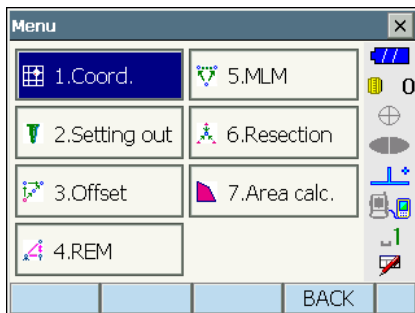 Menu
1.Coord.
2.Setting out
3.Offset
4.REM
5.MLM
6.Resection
7.Area calc.
0
1
BACK